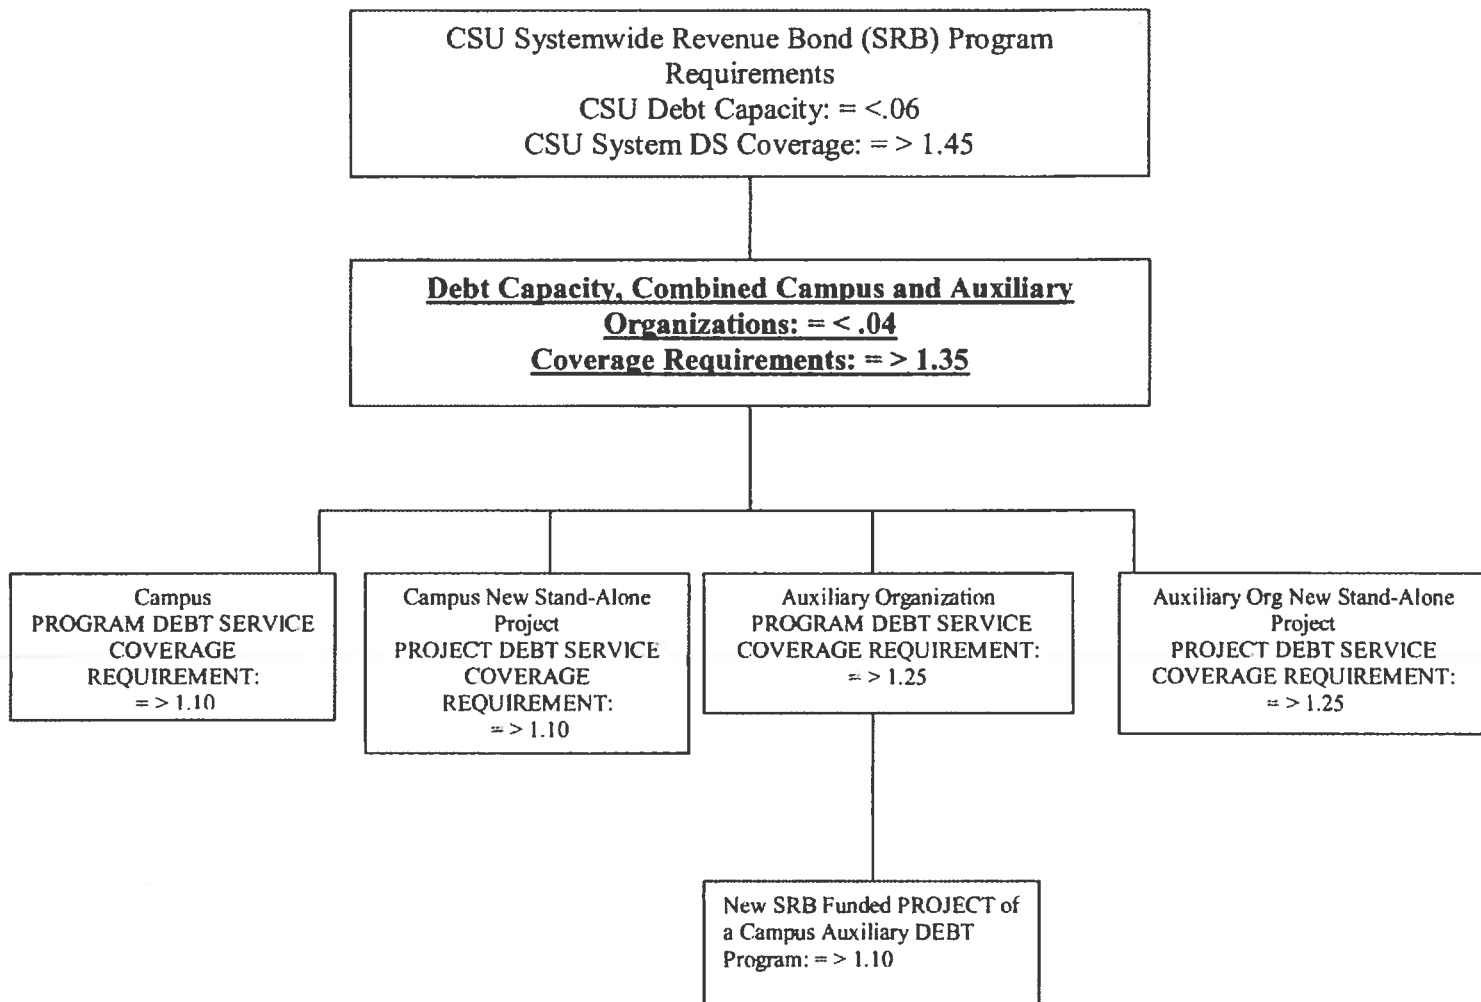 CSU Systemwide Revenue Bond (SRB) Program
Requirements
CSU Debt Capacity: = <.06
CSU System DS Coverage: = > 1.45
Debt Capacity, Combined Campus and Auxiliary
Organizations: = < .04
Coverage Requirements: = > 1.35
Campus
PROGRAM DEBT SERVICE
COVERAGE
REQUIREMENT:
= > 1.10
Campus New Stand-Alone
Project
PROJECT DEBT SERVICE
COVERAGE
REQUIREMENT:
= > 1.10
Auxiliary Organization
PROGRAM DEBT SERVICE
COVERAGE REQUIREMENT:
= > 1.25
Auxiliary Org New Stand-Alone
Project
PROJECT DEBT SERVICE
COVERAGE REQUIREMENT:
= > 1.25
New SRB Funded PROJECT of
a Campus Auxiliary DEBT
Program: = > 1.10